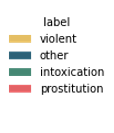 label
violent
other
intoxication
prostitution